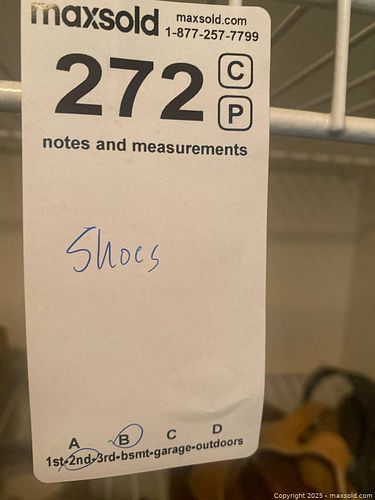 maxsold maxsold.com
1-877-257-7799
272 C
P
notes and measurements
Shoes
A B C D
1st-2nd-3rd-bsmt-garage-outdoors
Copyright 2025 - maxsold.com